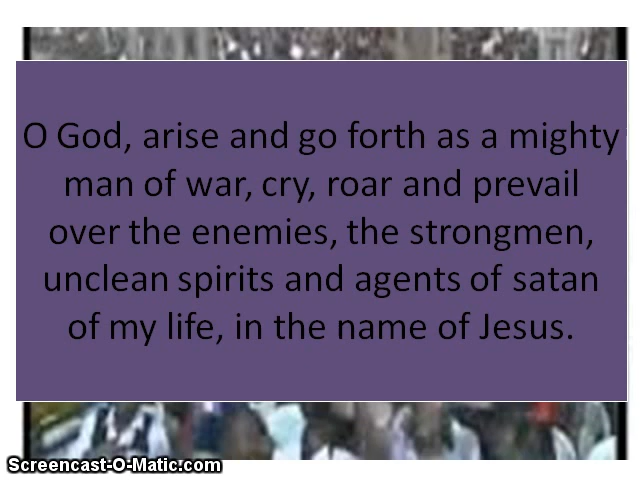 O God, arise and go forth as a mighty
man of war, cry, roar and prevail
over the enemies, the strongmen,
unclean spirits and agents of satan
of my life, in the name of Jesus.
Screencast-O-Matic.com